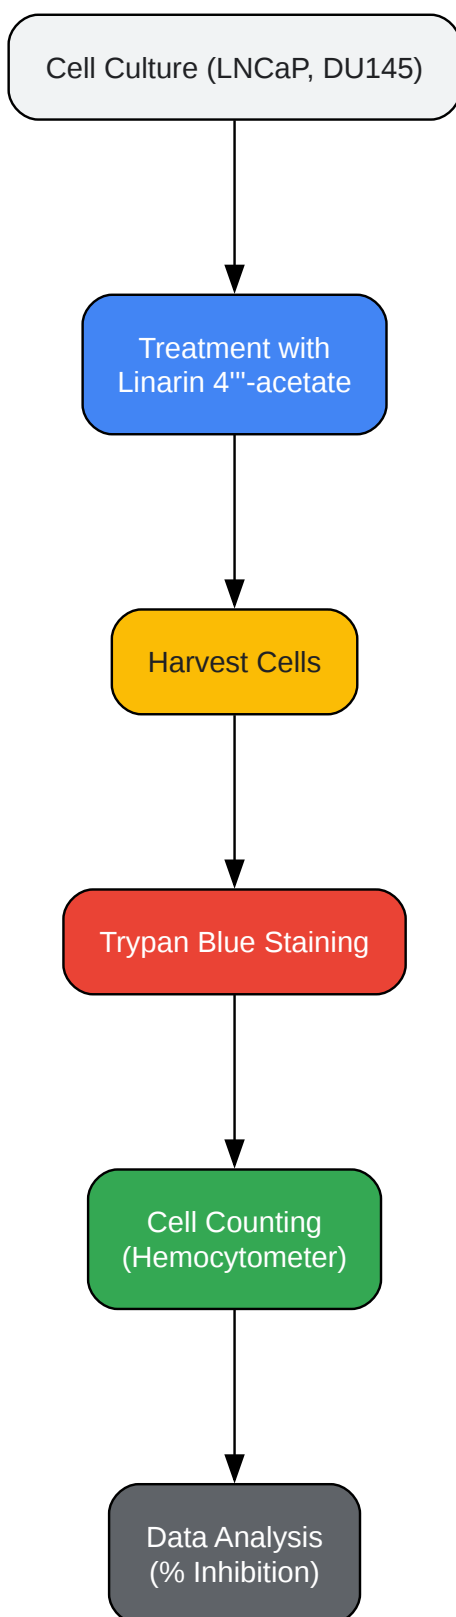 Cell Culture (LNCaP, DU145)
Treatment with
Linarin 4'''-acetate
Harvest Cells
Trypan Blue Staining
Cell Counting
(Hemocytometer)
Data Analysis
(% Inhibition)